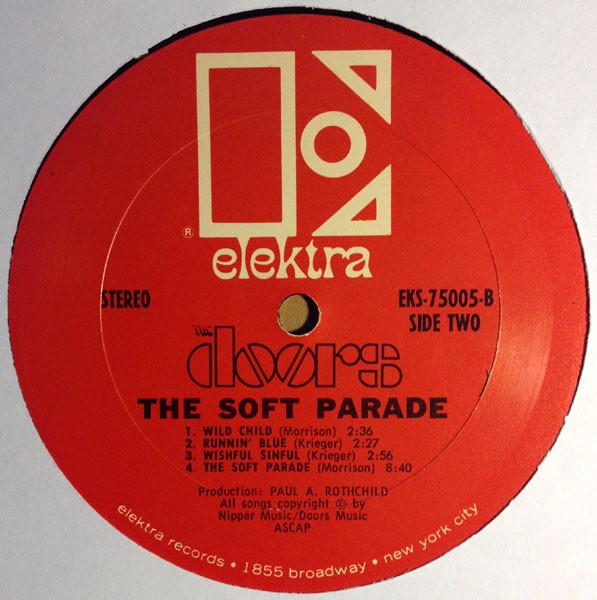 ®
elektra
STEREO
EKS-75005-B
SIDE TWO
THE
doors
THE SOFT PARADE
1. WILD CHILD (Morrison) 2:36
2. RUNNIN' BLUE (Krieger) 2:27
3. WISHFUL SINFUL (Krieger) 2:56
4. THE SOFT PARADE (Morrison) 8:40
Production: PAUL A. ROTHCHILD
All songs copyright © by
Nipper Music/Doors Music
ASCAP
elektra records • 1855 broadway • new york city